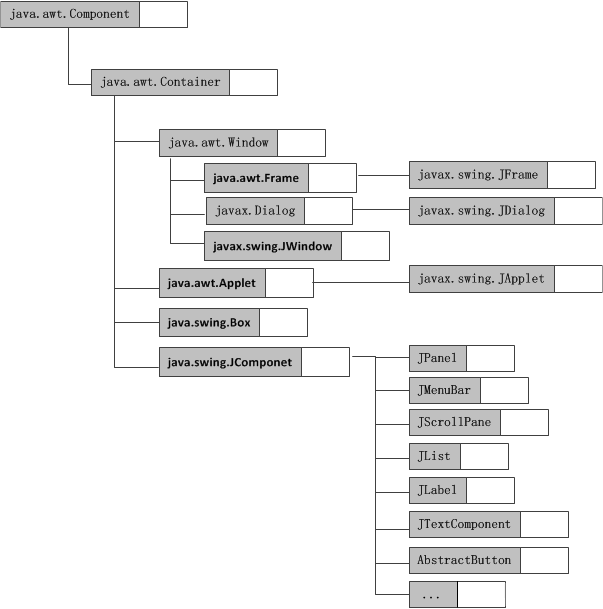 java.awt.Component
java.awt.Container
java.awt.Window
java.awt.Frame
javax.swing.JFrame
javax.Dialog
javax.swing.JDialog
javax.swing.JWindow
java.awt.Applet
javax.swing.JApplet
java.swing.Box
java.swing.JComponet
JPanel
JMenuBar
JScrollPane
JList
JLabel
JTextComponent
AbstractButton
...